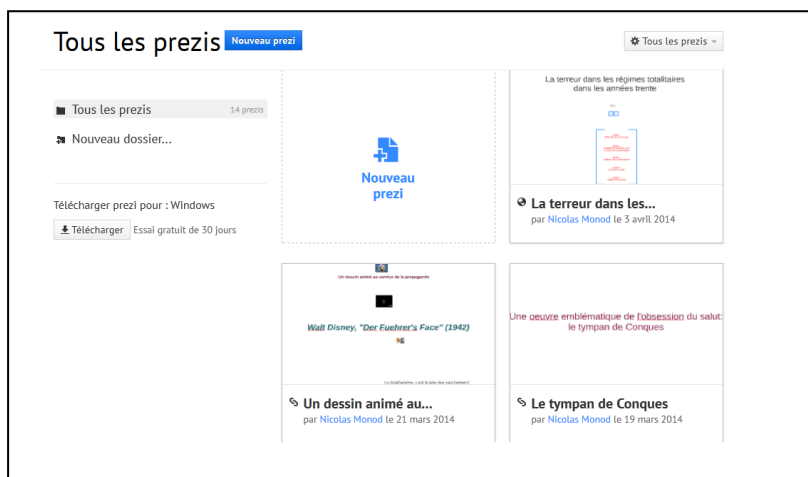 Tous les prezis
Nouveau prezi
Tous les prezis
Tous les prezis
14 prezis
Nouveau dossier...
Télécharger prezi pour : Windows
Télécharger
Essai gratuit de 30 jours
Nouveau
prezi
La terreur dans les régimes totalitaires
dans les années trente
La terreur dans les...
par Nicolas Monod le 3 avril 2014
Un dessin animé au service de la propagande
Walt Disney, "Der Fuehrer's Face" (1942)
Un dessin animé au...
par Nicolas Monod le 21 mars 2014
Une oeuvre emblématique de l'obsession du salut:
le tympan de Conques
Le tympan de Conques
par Nicolas Monod le 19 mars 2014